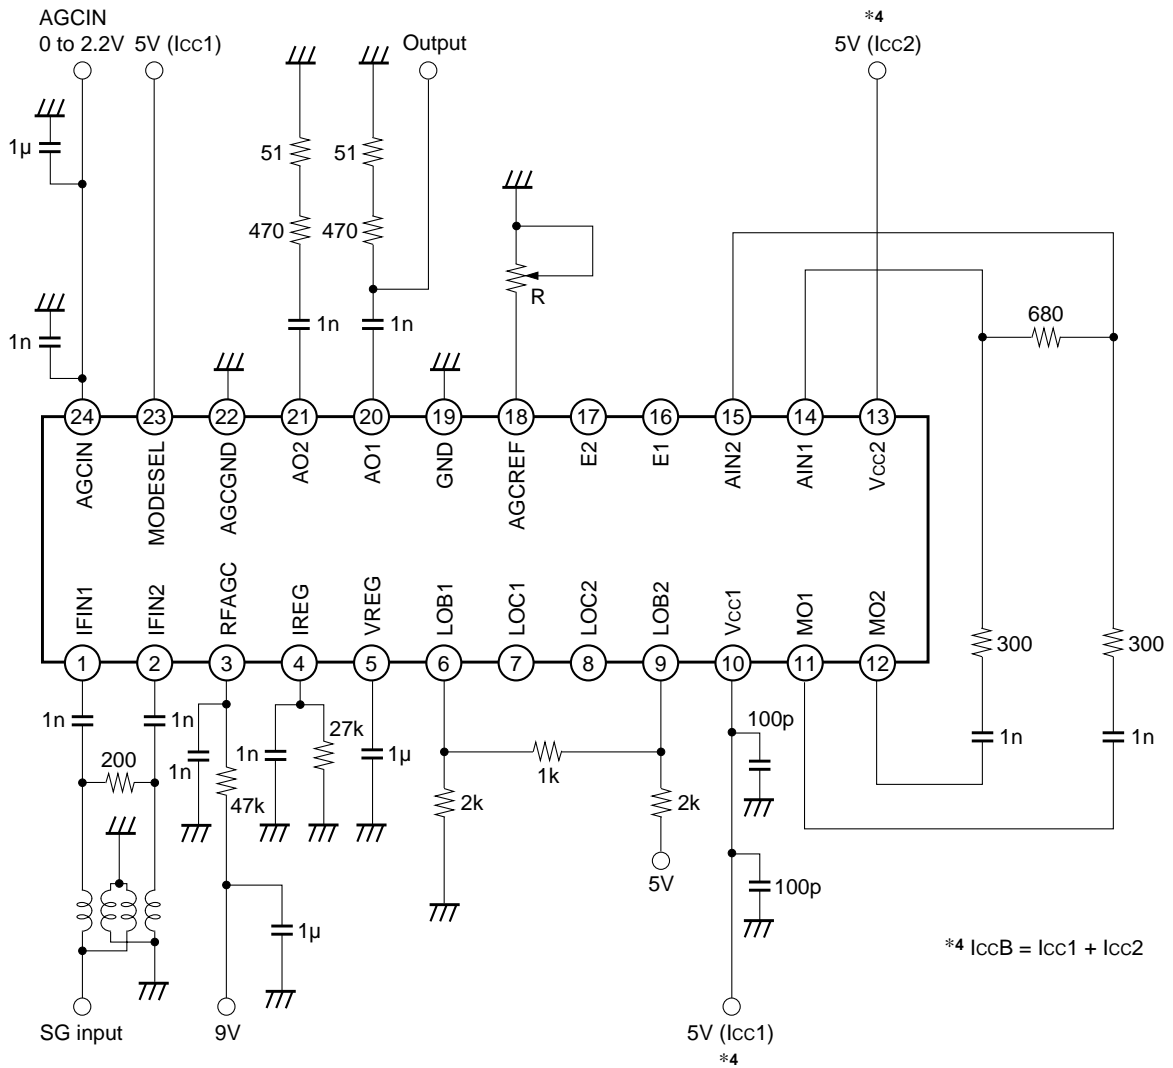 AGCIN
0 to 2.2V 5V (Icc1)
Output
*4
5V (Icc2)
1µ
51
51
470
470
R
680
1n
1n
1n
24
23
22
21
20
19
18
17
16
15
14
13
AGCIN
MODESEL
AGCGND
AO2
AO1
GND
AGCREF
E2
E1
AIN2
AIN1
Vcc2
IFIN1
IFIN2
RFAGC
IREG
VREG
LOB1
LOC1
LOC2
LOB2
Vcc1
MO1
MO2
1
2
3
4
5
6
7
8
9
10
11
12
300
300
1n
1n
1n
1n
27k
1µ
100p
1n
1n
200
47k
2k
1k
2k
5V
100p
1µ
*4 IccB = Icc1 + Icc2
SG input
9V
5V (Icc1)
*4